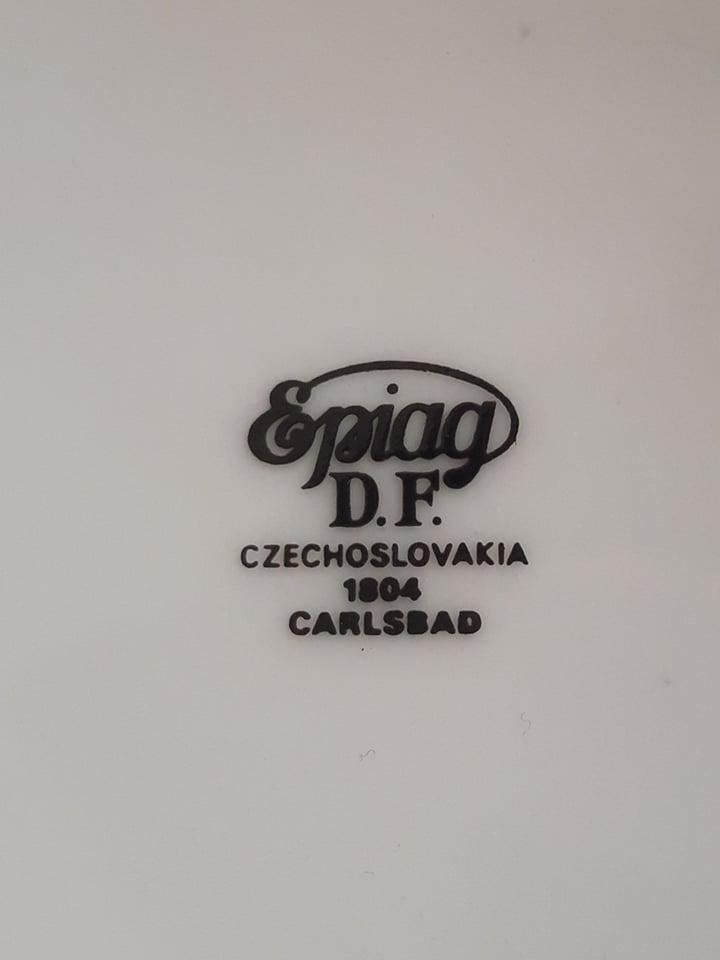 Epiag
D.F.
CZECHOSLOVAKIA
1804
CARLSBAD